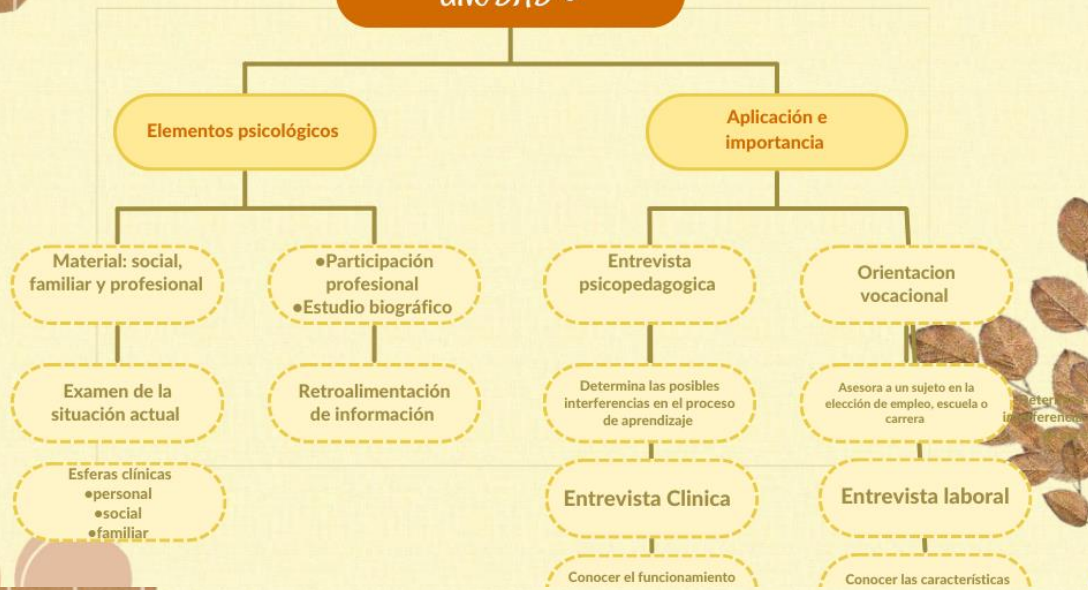 Elementos psicológicos
Aplicación e
importancia
Material: social,
familiar y profesional
•Participación
profesional
•Estudio biográfico
Entrevista
psicopedagogica
Orientacion
vocacional
Examen de la
situación actual
Retroalimentación
de información
Determina las posibles
interferencias en el proceso
de aprendizaje
Asesora a un sujeto en la
elección de empleo, escuela o
carrera
Esferas clínicas
•personal
•social
•familiar
Entrevista Clinica
Entrevista laboral
Conocer el funcionamiento
Conocer las características